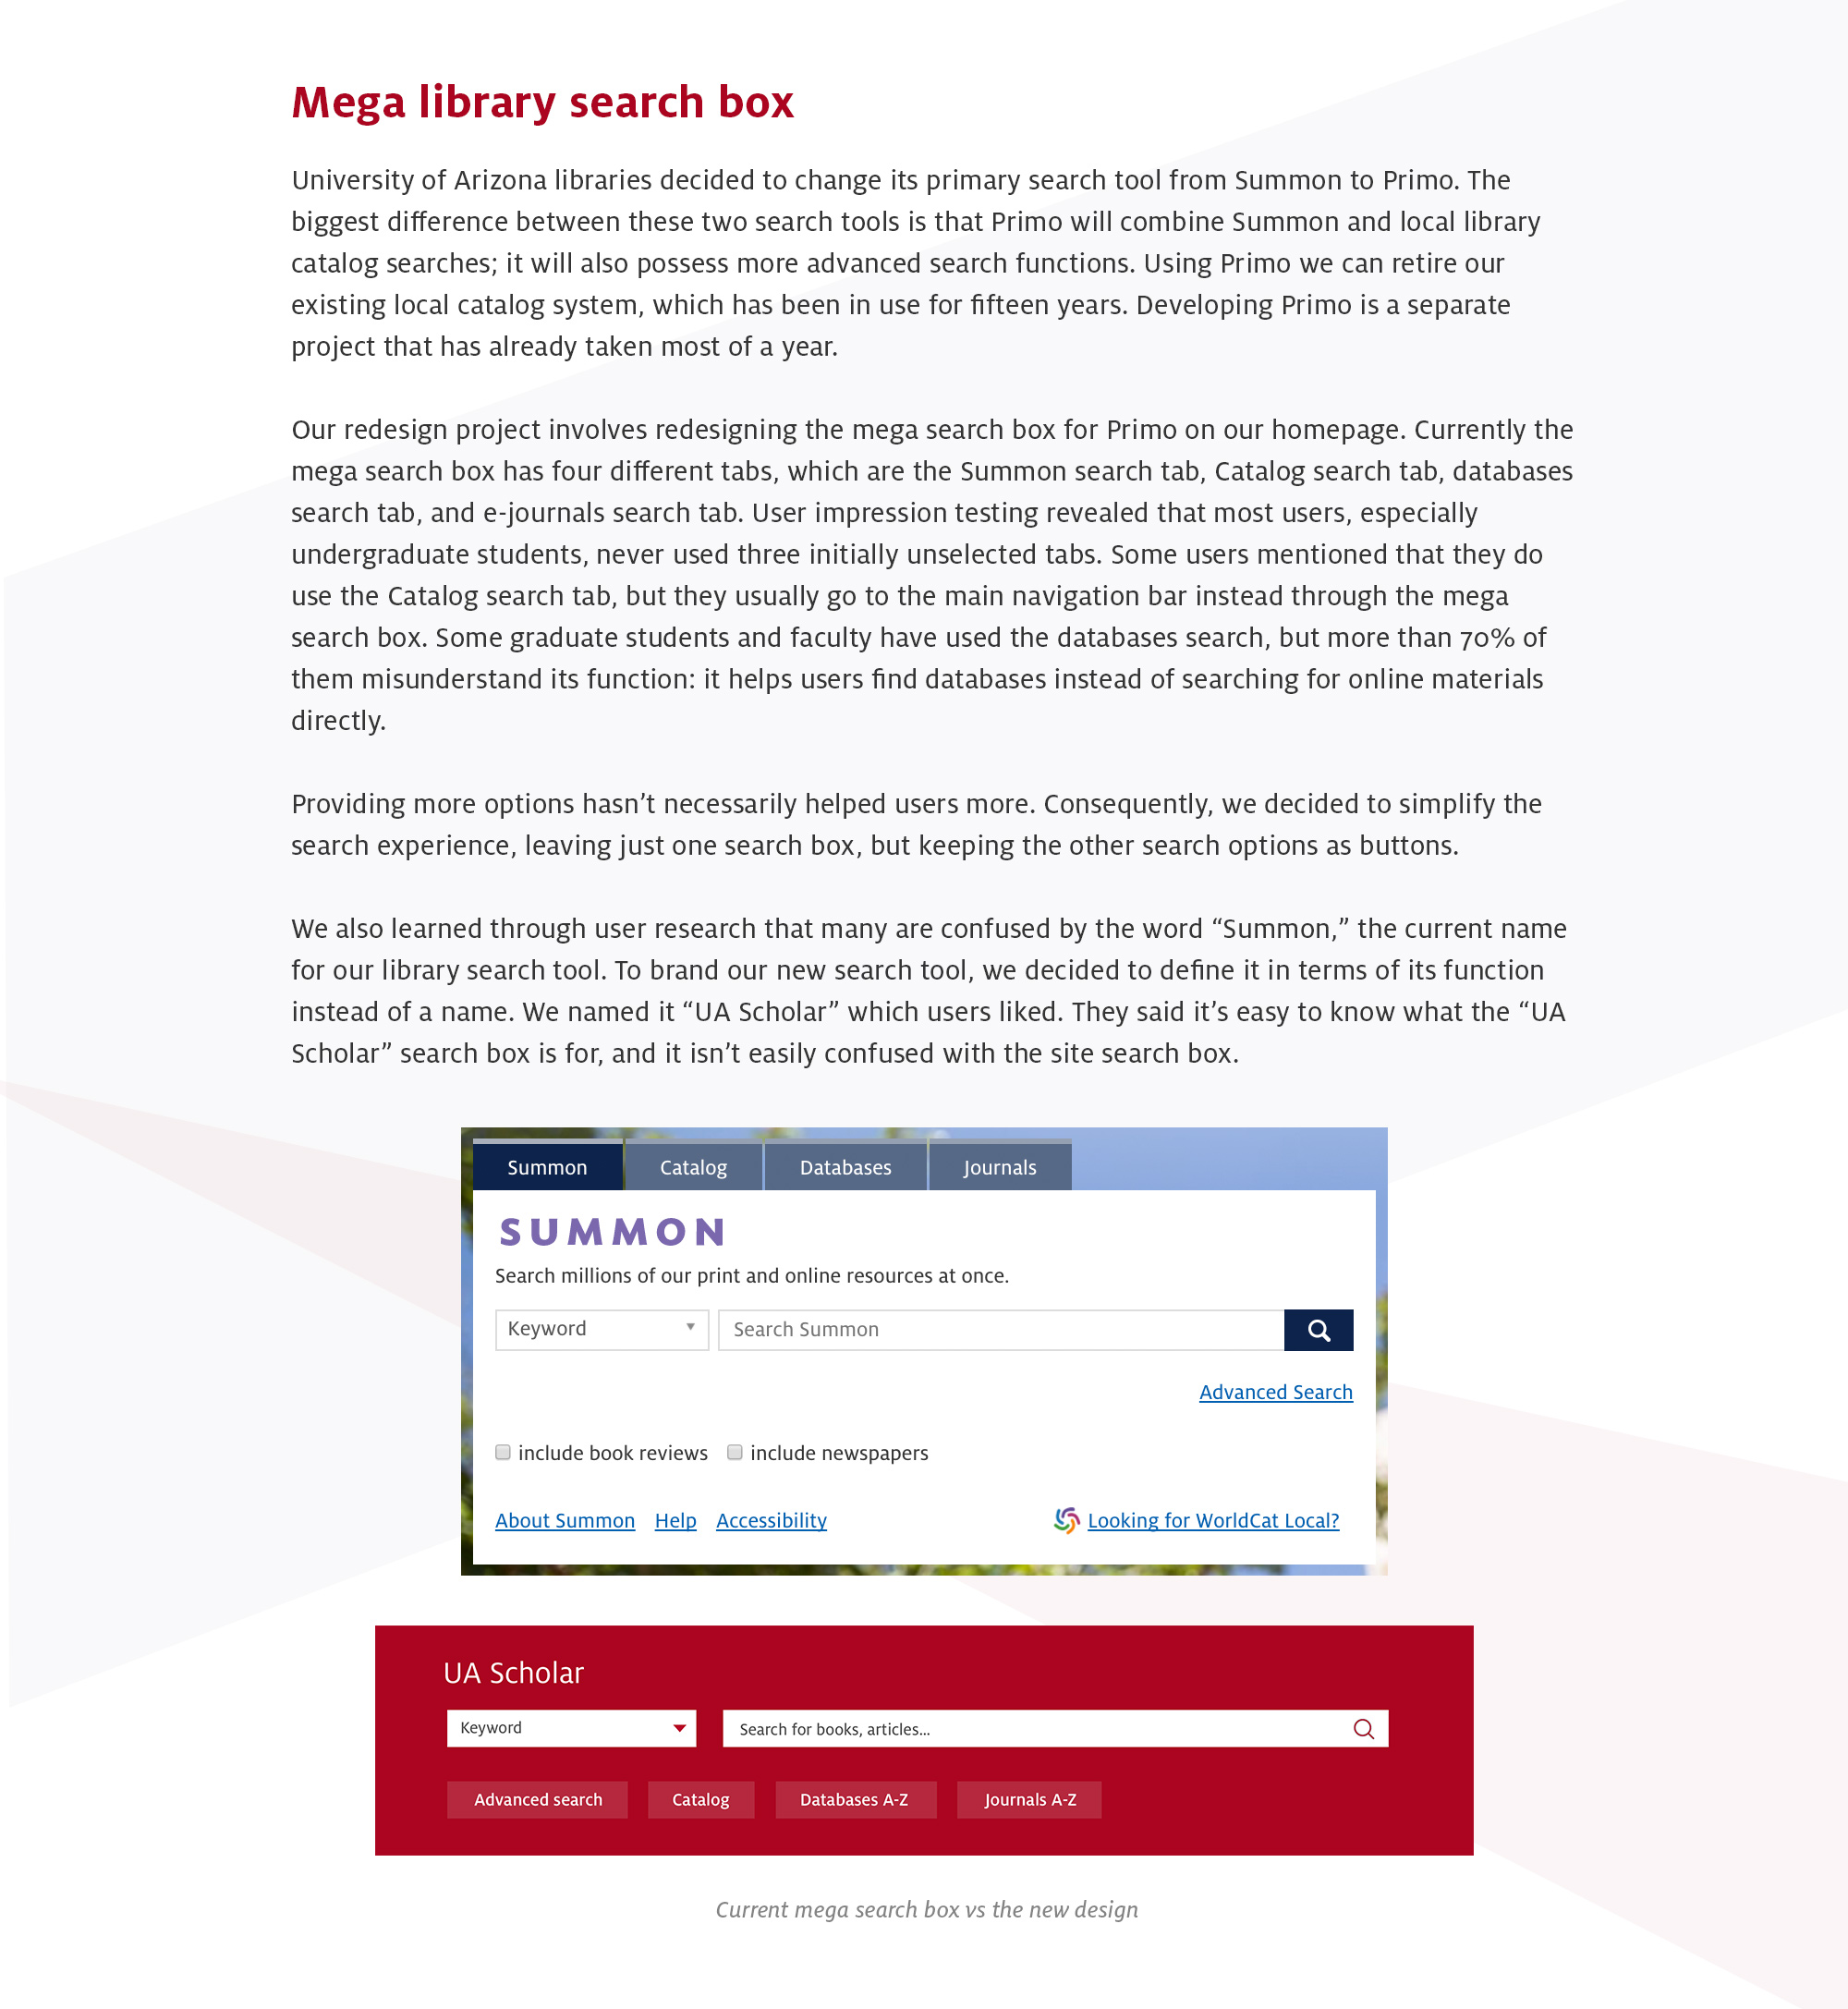 Mega library search box
University of Arizona libraries decided to change its primary search tool from Summon to Primo. The
biggest difference between these two search tools is that Primo will combine Summon and local library
catalog searches; it will also possess more advanced search functions. Using Primo we can retire our
existing local catalog system, which has been in use for fifteen years. Developing Primo is a separate
project that has already taken most of a year.
Our redesign project involves redesigning the mega search box for Primo on our homepage. Currently the
mega search box has four different tabs, which are the Summon search tab, Catalog search tab, databases
search tab, and e-journals search tab. User impression testing revealed that most users, especially
undergraduate students, never used three initially unselected tabs. Some users mentioned that they do
use the Catalog search tab, but they usually go to the main navigation bar instead through the mega
search box. Some graduate students and faculty have used the databases search, but more than 70% of
them misunderstand its function: it helps users find databases instead of searching for online materials
directly.
Providing more options hasn’t necessarily helped users more. Consequently, we decided to simplify the
search experience, leaving just one search box, but keeping the other search options as buttons.
We also learned through user research that many are confused by the word “Summon,” the current name
for our library search tool. To brand our new search tool, we decided to define it in terms of its function
instead of a name. We named it “UA Scholar” which users liked. They said it’s easy to know what the “UA
Scholar” search box is for, and it isn’t easily confused with the site search box.
Summon Catalog Databases Journals
SUMMON
Search millions of our print and online resources at once.
Keyword Search Summon
Advanced Search
include book reviews include newspapers
About Summon Help Accessibility Looking for WorldCat Local?
UA Scholar
Keyword Search for books, articles...
Advanced search Catalog Databases A-Z Journals A-Z
Current mega search box vs the new design